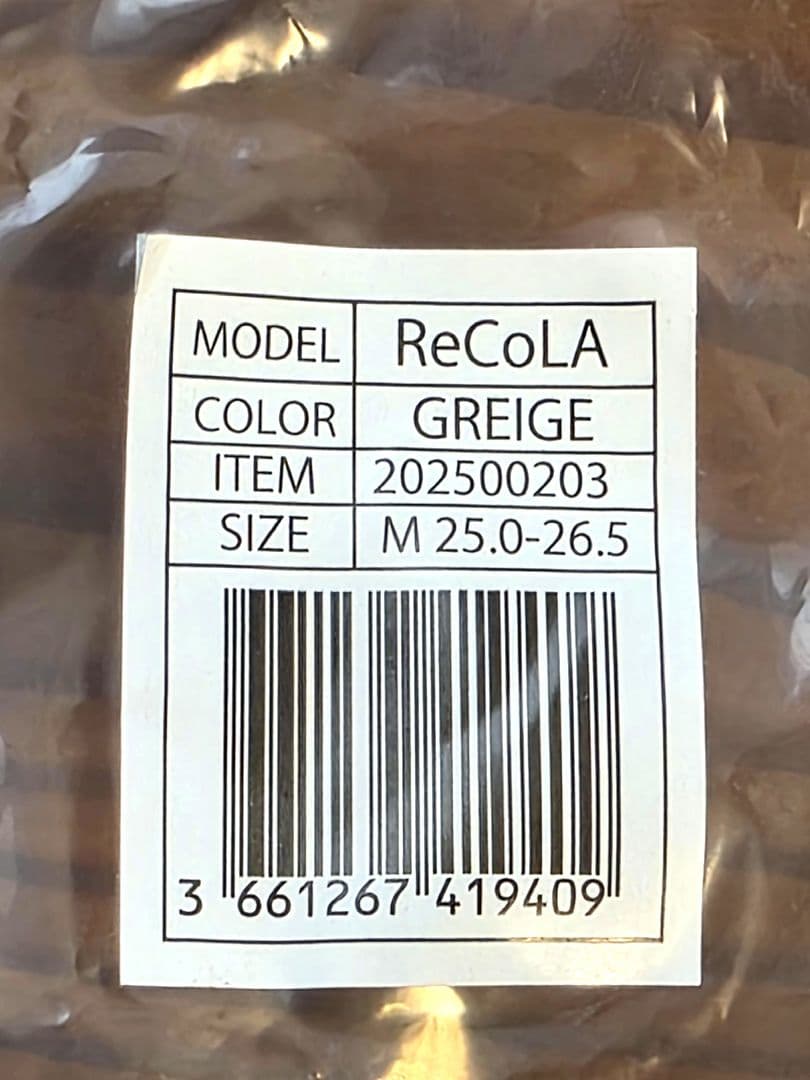 MODEL ReCoLA
COLOR GREIGE
ITEM 202500203
SIZE M 25.0-26.5
3 661267 419409